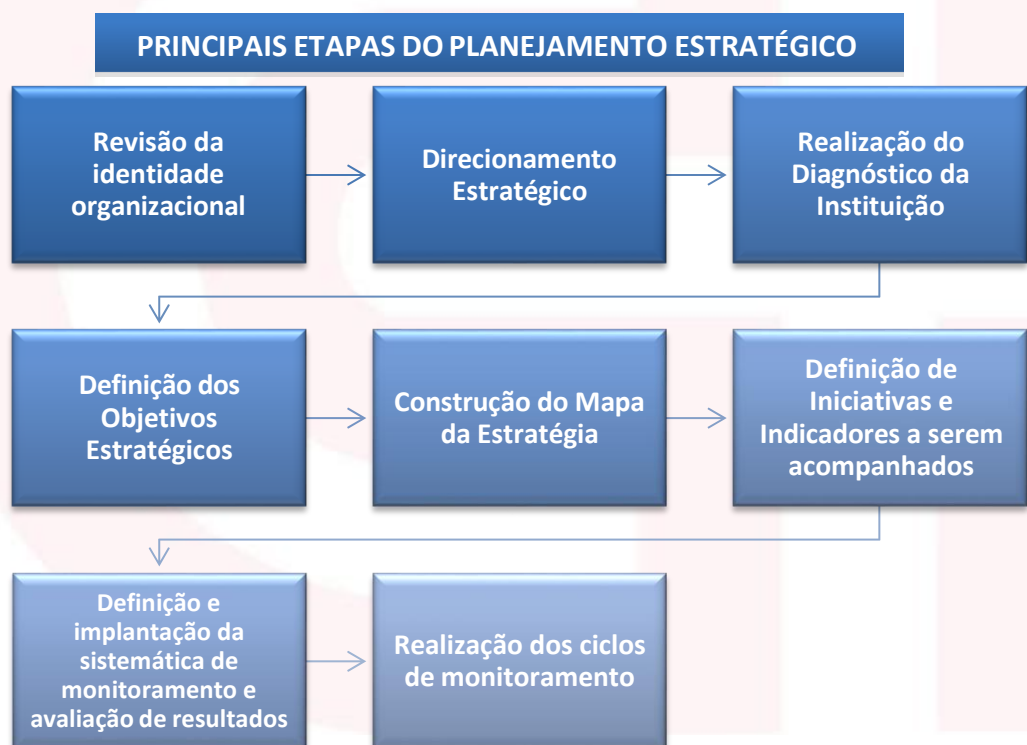 PRINCIPAIS ETAPAS DO PLANEJAMENTO ESTRATÉGICO
Revisão da
identidade
organizacional
Direcionamento
Estratégico
Realização do
Diagnóstico da
Instituição
Definição dos
Objetivos
Estratégicos
Construção do Mapa
da Estratégia
Definição de
Iniciativas e
Indicadores a serem
acompanhados
Definição e
implantação da
sistemática de
monitoramento e
avaliação de resultados
Realização dos ciclos
de monitoramento